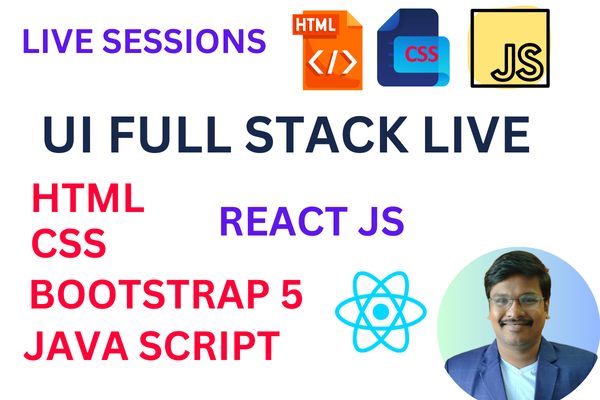 LIVE SESSIONS
HTML
</>
CSS
JS
UI FULL STACK LIVE
HTML
CSS
REACT JS
BOOTSTRAP 5
JAVA SCRIPT